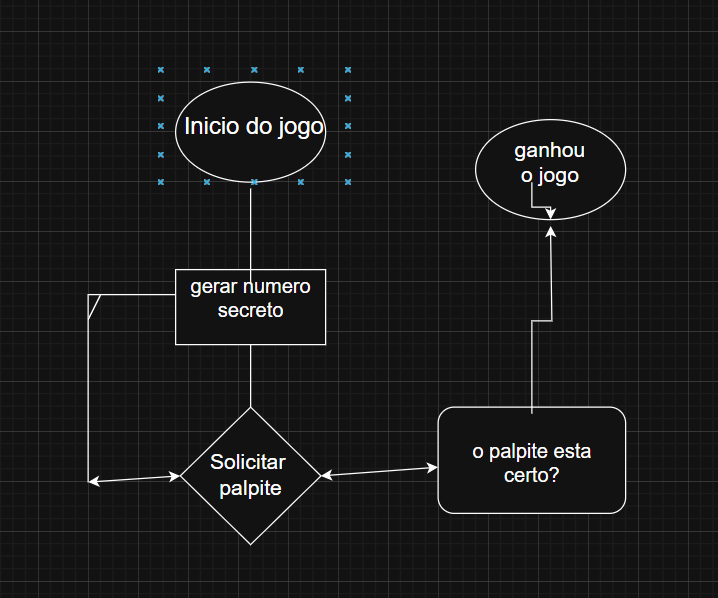 Inicio do jogo
ganhou
o jogo
gerar numero
secreto
Solicitar
palpite
o palpite esta
certo?